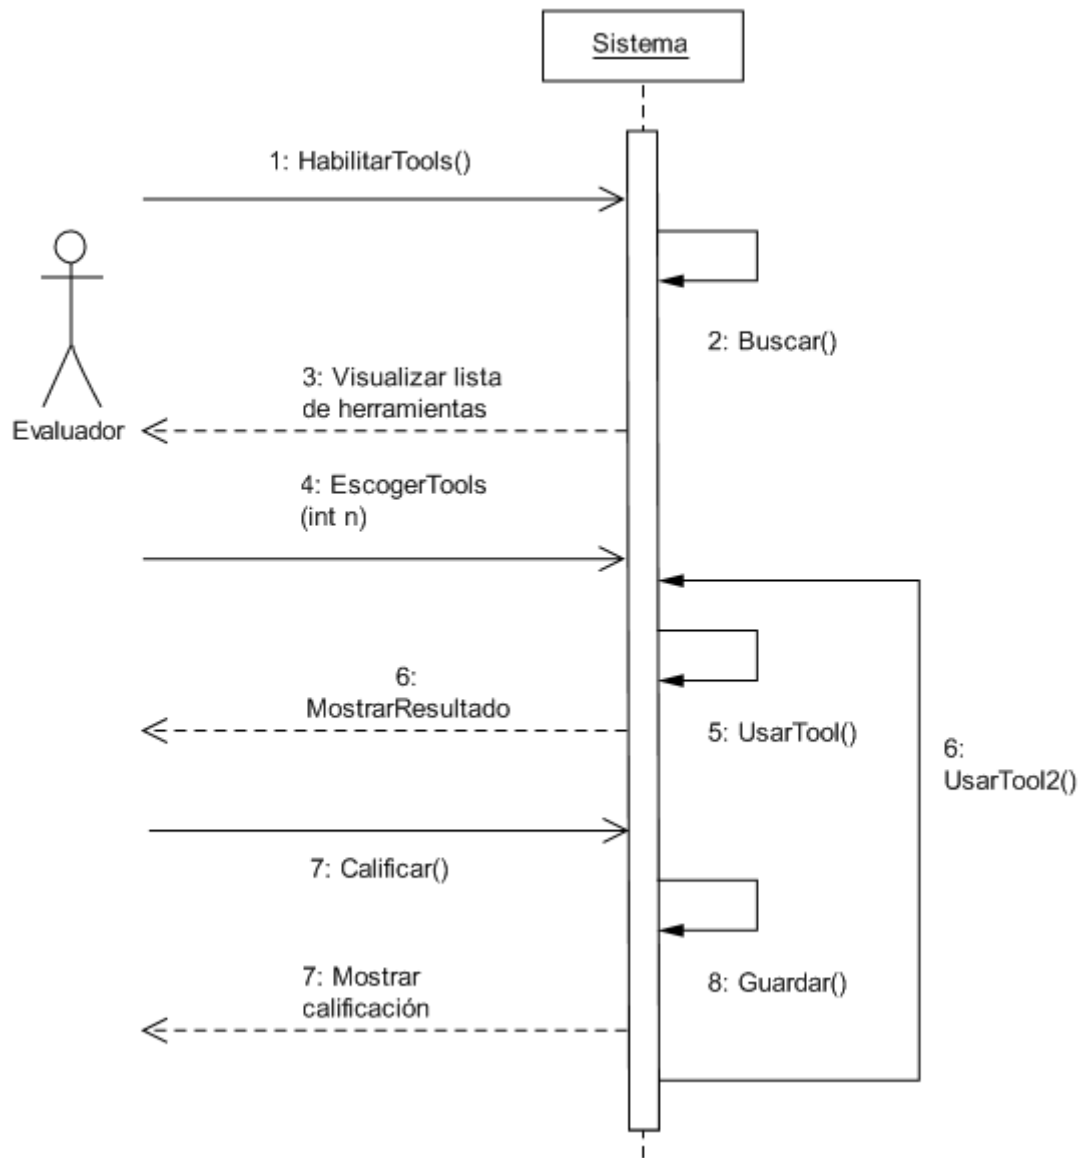 Sistema
1: HabilitarTools()
2: Buscar()
3: Visualizar lista
de herramientas
Evaluador
4: EscogerTools
(int n)
6:
MostrarResultado
5: UsarTool()
6:
UsarTool2()
7: Calificar()
7: Mostrar
calificación
8: Guardar()